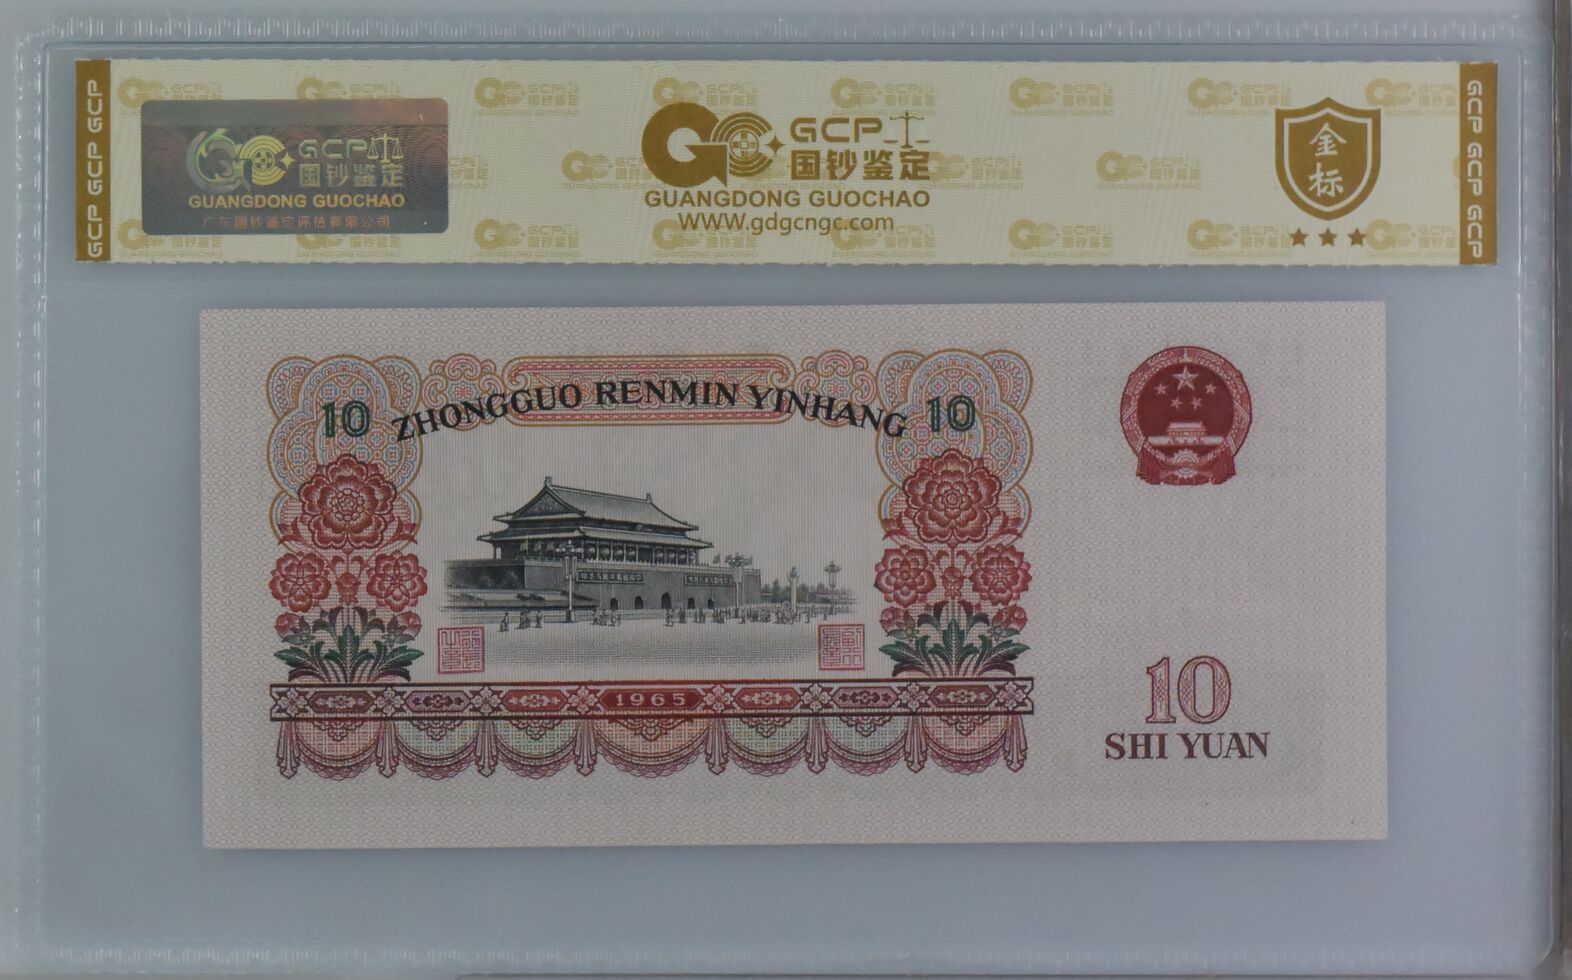 GCP GCP GCP
GCP
国钞鉴定
GUANGDONG GUOCHAO
广东国钞鉴定评估有限公司
GCP
国钞鉴定
GUANGDONG GUOCHAO
WWW.gdgcngc.com
金
标
GCP GCP GCP
10 ZHONGGUO RENMIN YINHANG 10
1965
10
SHI YUAN